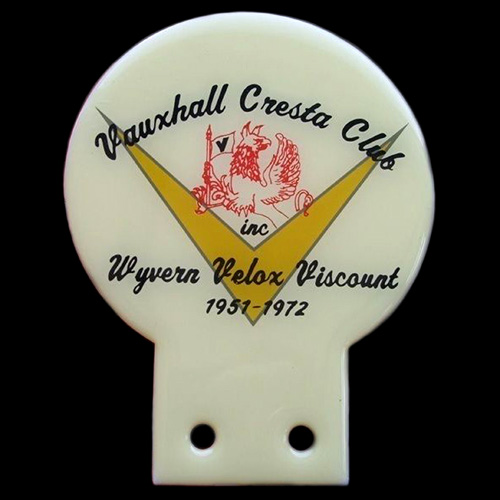 Vauxhall Cresta Club
V
inc
Wyvern Velox Viscount
1951-1972